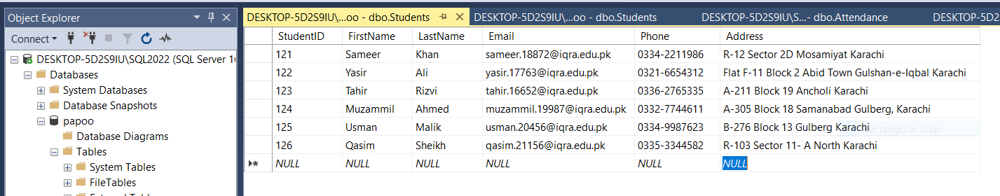 Object Explorer
Connect
DESKTOP-5D2S9IU\SQL2022 (SQL Server 1
Databases
System Databases
Database Snapshots
papoo
Database Diagrams
Tables
System Tables
FileTables
DESKTOP-5D2S9IU\...oo - dbo.Students DESKTOP-5D2S9IU\...oo - dbo.Students DESKTOP-5D2S9IU\S...- dbo.Attendance DESKTOP-5D2
StudentID FirstName LastName Email Phone Address
121 Sameer Khan sameer.18872@iqra.edu.pk 0334-2211986 R-12 Sector 2D Mosamiyat Karachi
122 Yasir Ali yasir.17763@iqra.edu.pk 0321-6654312 Flat F-11 Block 2 Abid Town Gulshan-e-Iqbal Karachi
123 Tahir Rizvi tahir.16652@iqra.edu.pk 0336-2765335 A-211 Block 19 Ancholi Karachi
124 Muzammil Ahmed muzammil.19987@iqra.edu.pk 0332-7744611 A-305 Block 18 Samanabad Gulberg, Karachi
125 Usman Malik usman.20456@iqra.edu.pk 0334-9987623 B-276 Block 13 Gulberg Karachi
126 Qasim Sheikh qasim.21156@iqra.edu.pk 0335-3344582 R-103 Sector 11- A North Karachi
NULL NULL NULL NULL NULL NULL